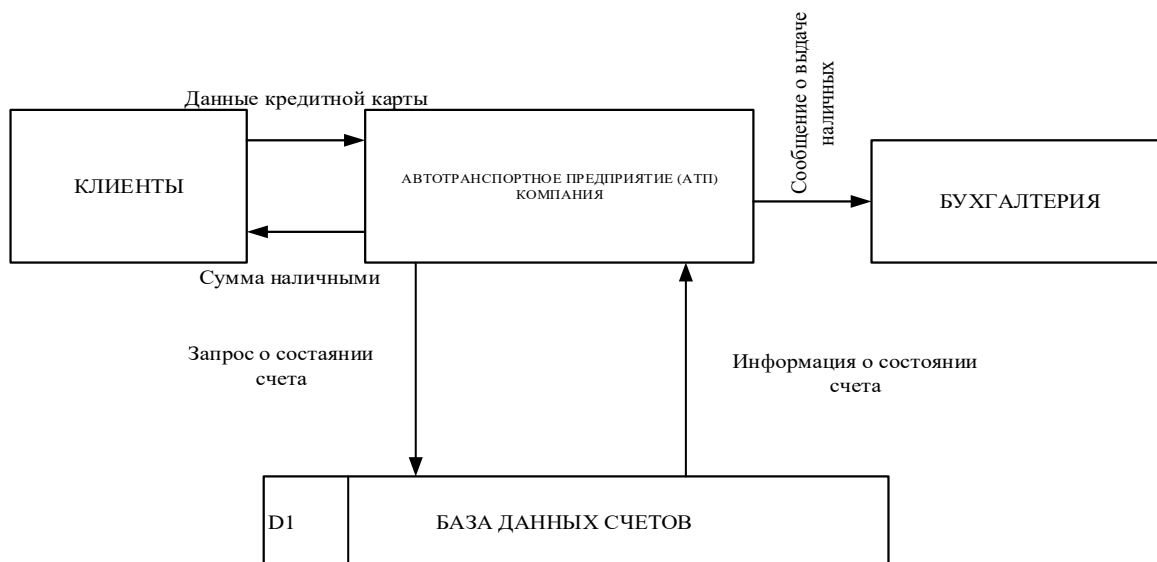 Данные кредитной карты
КЛИЕНТЫ
АВТОТРАНСПОРТНОЕ ПРЕДПРИЯТИЕ (АТП)
КОМПАНИЯ
Сообщение о выдаче
наличных
БУХГАЛТЕРИЯ
Сумма наличными
Запрос о состаянии
счета
Информация о состоянии
счета
D1
БАЗА ДАННЫХ СЧЕТОВ